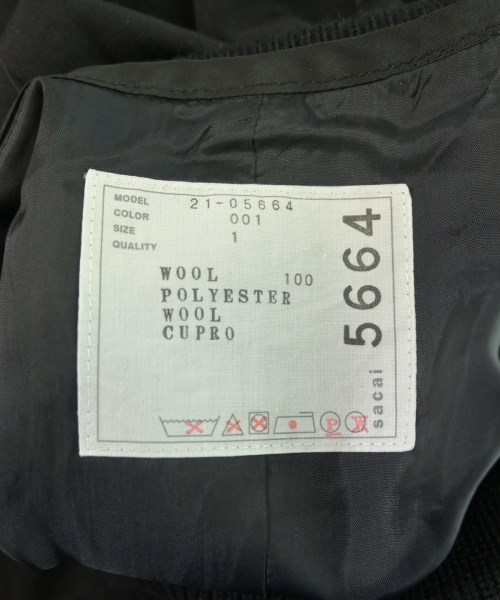 MODEL 21-05664
COLOR 001
SIZE 1
QUALITY
WOOL 100
POLYESTER
WOOL
CUPRO
sacai 5664
P W